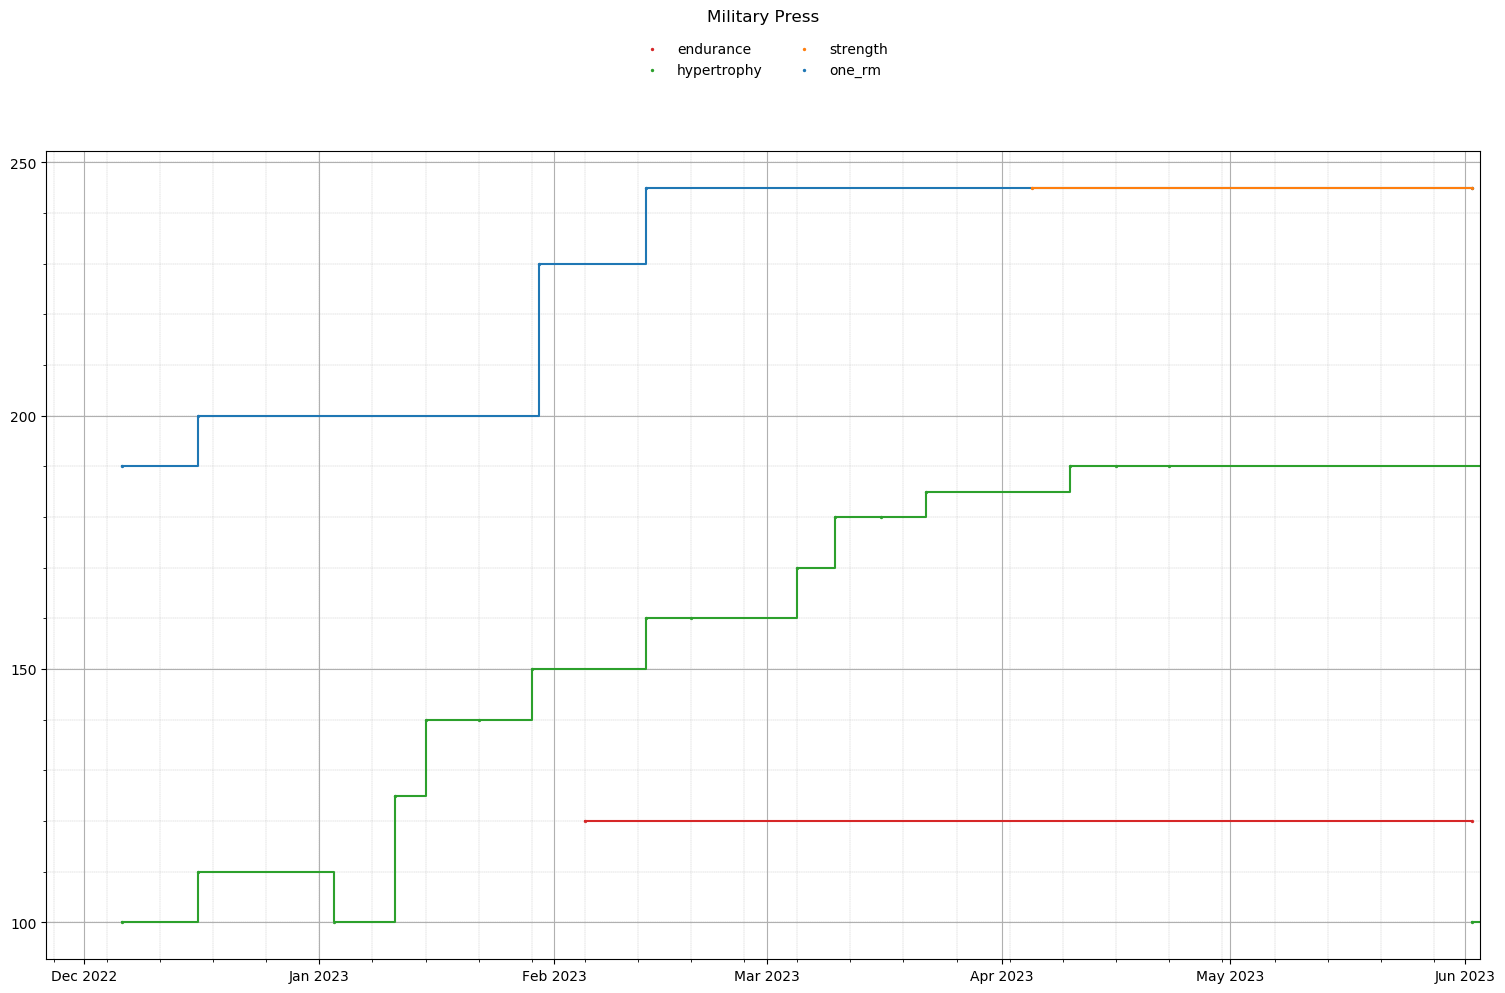 Military Press
endurance
hypertrophy
strength
one_rm
250
200
150
100
Dec 2022
Jan 2023
Feb 2023
Mar 2023
Apr 2023
May 2023
Jun 2023